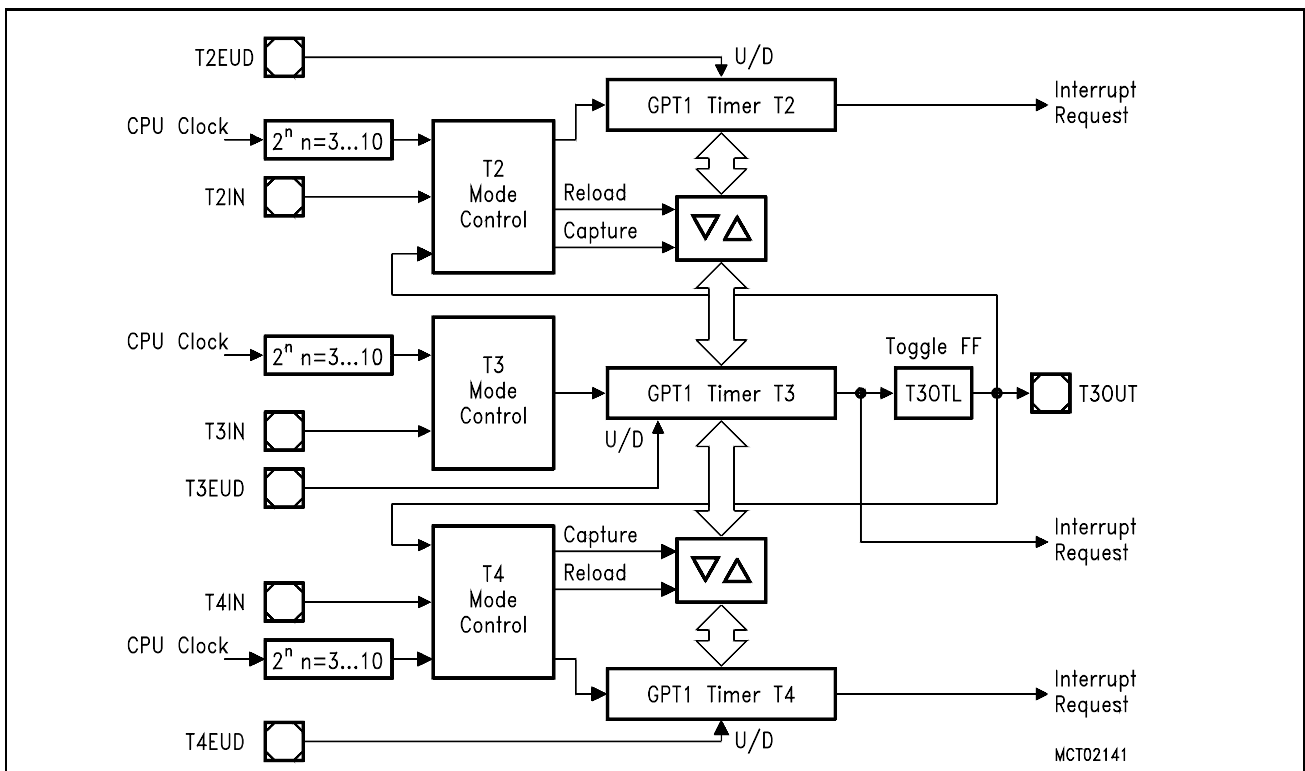 T2EUD
U/D
GPT1 Timer T2
Interrupt
Request
CPU Clock
2ⁿ n=3...10
T2IN
T2
Mode
Control
Reload
Capture
CPU Clock
2ⁿ n=3...10
T3
Mode
Control
GPT1 Timer T3
Toggle FF
T3OTL
T3OUT
T3IN
U/D
T3EUD
Interrupt
Request
Capture
Reload
T4
Mode
Control
T4IN
CPU Clock
2ⁿ n=3...10
GPT1 Timer T4
Interrupt
Request
T4EUD
U/D
MCT02141